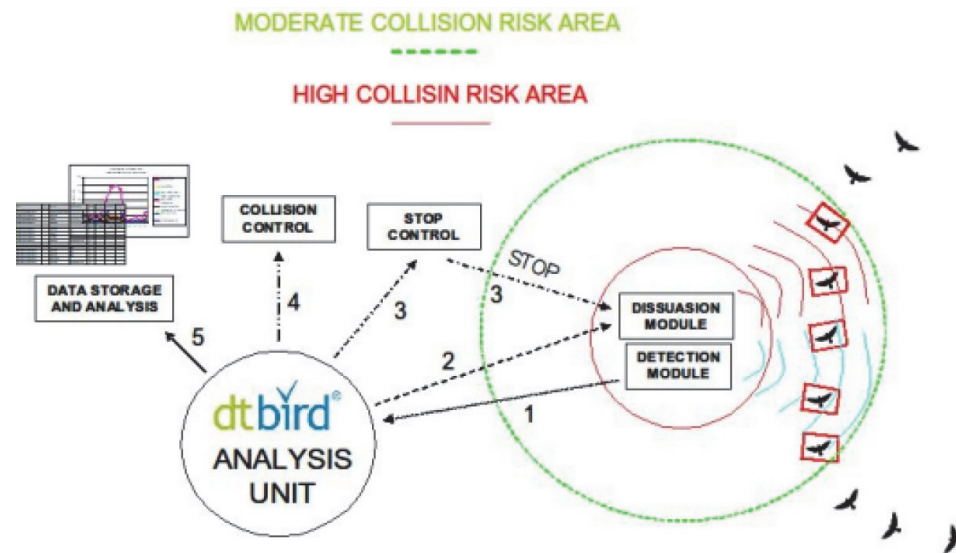 MODERATE COLLISION RISK AREA
HIGH COLLISIN RISK AREA
COLLISION
CONTROL
STOP
CONTROL
DATA STORAGE
AND ANALYSIS
STOP
3
4
3
5
2
1
DISSUASION
MODULE
DETECTION
MODULE
dtbird®
ANALYSIS
UNIT